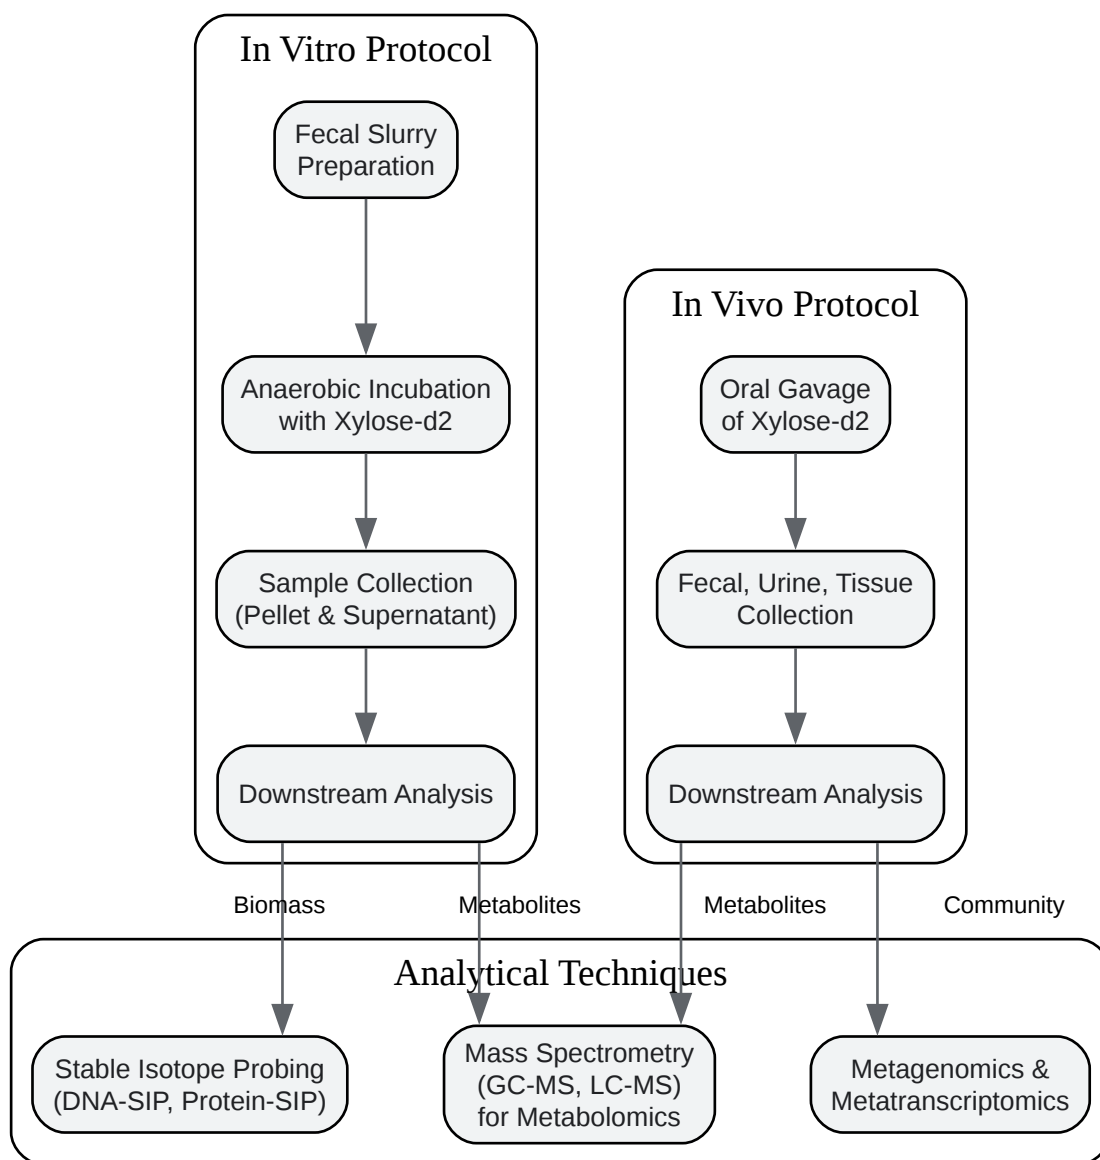 In Vitro Protocol
Fecal Slurry
Preparation
Anaerobic Incubation
with Xylose-d2
Sample Collection
(Pellet & Supernatant)
Downstream Analysis
In Vivo Protocol
Oral Gavage
of Xylose-d2
Fecal, Urine, Tissue
Collection
Downstream Analysis
Biomass
Metabolites
Metabolites
Community
Analytical Techniques
Stable Isotope Probing
(DNA-SIP, Protein-SIP)
Mass Spectrometry
(GC-MS, LC-MS)
for Metabolomics
Metagenomics &
Metatranscriptomics